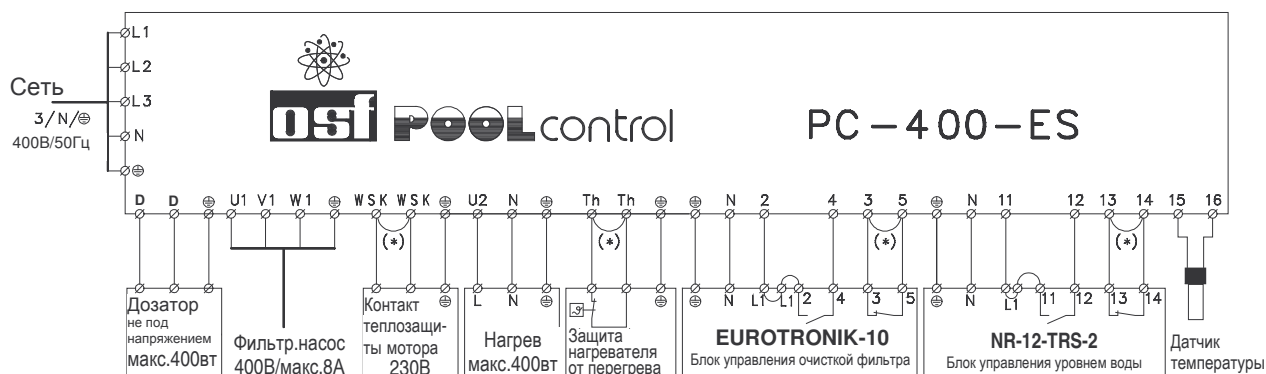 L1
L2
Сеть
L3
3/N/
N
400В/50Гц
osf POOL control
PC-400-ES
D D U1 V1 W1 WSK WSK U2 N Th Th N 2 4 3 5 N 11 12 13 14 15 16
(*) (*) (*) (*)
L N N L1 L1 2 4 3 5 N L1 11 12 13 14
Дозатор
не под
напряжением
макс.400вт
Фильтр.насос
400В/макс.8А
Контакт
теплозащи-
ты мотора
230В
Нагрев
макс.400вт
Защита
нагревателя
от перегрева
EUROTRONIK-10
Блок управления очисткой фильтра
NR-12-TRS-2
Блок управления уровнем воды
Датчик
температуры